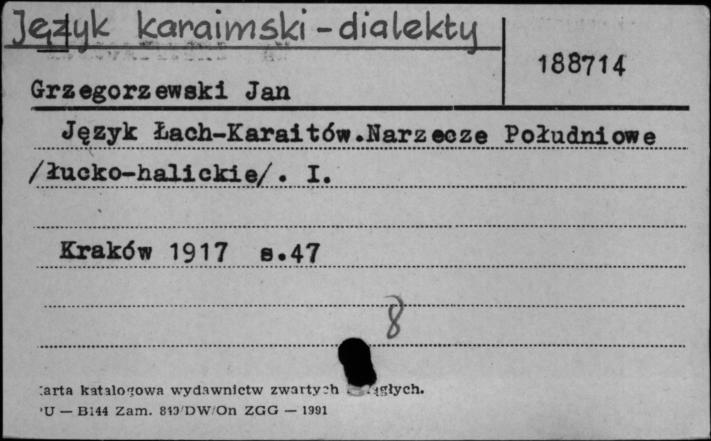 Język karaimski - dialekty
188714
Grzegorzewski Jan
Język Łach-Karaitów.Narzecze Południowe
/łucko-halickie/. I.
Kraków 1917 s.47
8
arta katalogowa wydawnictw zwartych
U — B144 Zam. 840/DW/On ZGG — 1991